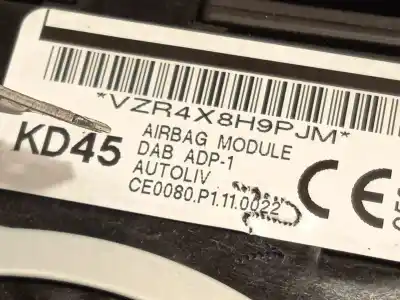 *VZR4X8H9PJM*
KD45
AIRBAG MODULE
DAB ADP-1
AUTOLIV
CE0080.P1.11.0022
CE